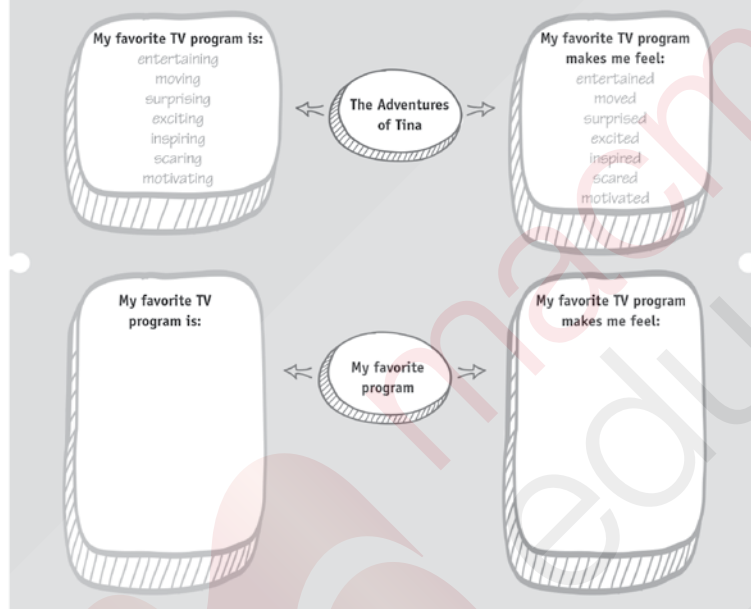 My favorite TV program is:
entertaining
moving
surprising
exciting
inspiring
scaring
motivating
The Adventures
of Tina
My favorite TV program
makes me feel:
entertained
moved
surprised
excited
inspired
scared
motivated
My favorite TV
program is:
My favorite
program
My favorite TV program
makes me feel:
macm
edu